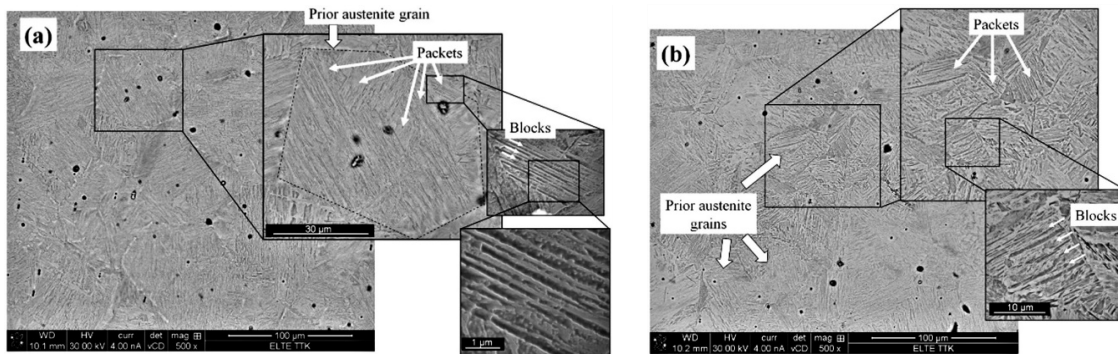 (a)
Prior austenite grain
Packets
Blocks
30 µm
1 µm
WD HV curr det mag ⊞
10.1 mm 30.00 kV 4.00 nA vCD 500 x
100 µm
ELTE TTK
(b)
Packets
Prior austenite
grains
Blocks
10 µm
WD HV curr det mag ⊞
10.2 mm 30.00 kV 4.00 nA vCD 500 x
100 µm
ELTE TTK